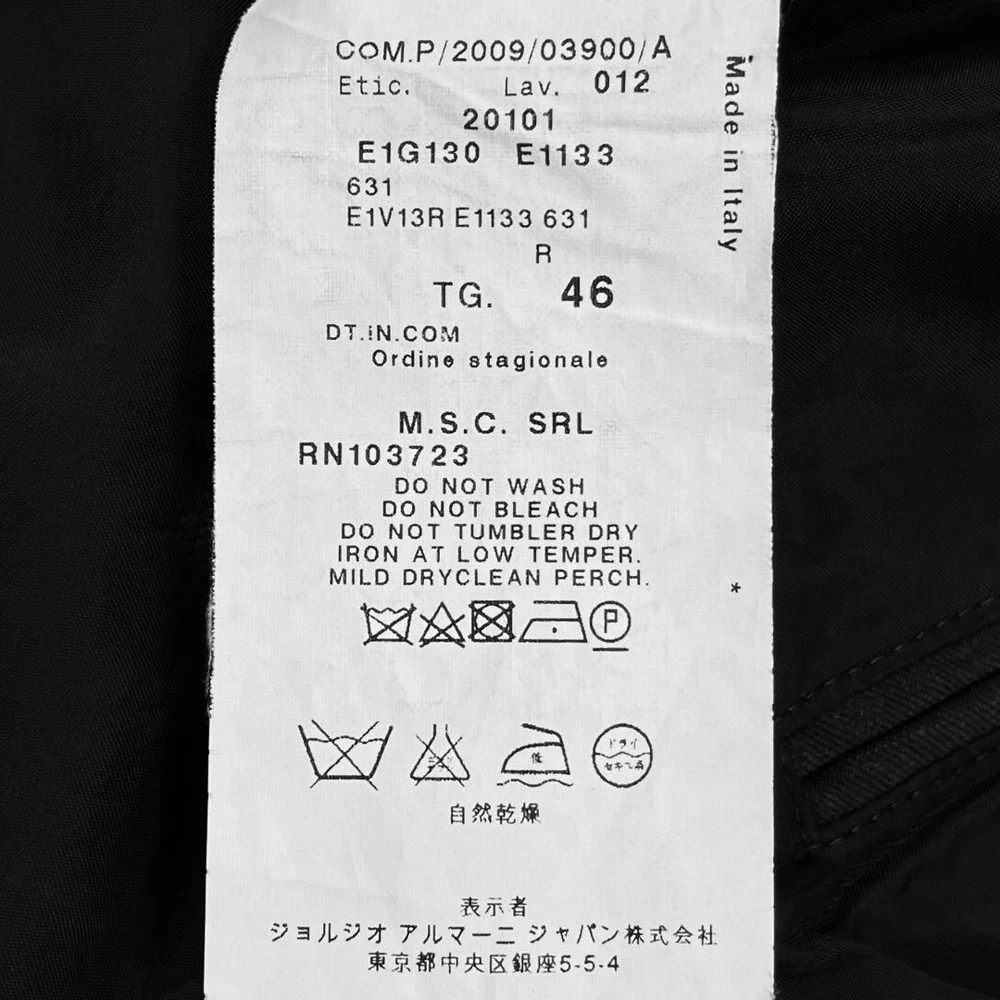 COM.P/2009/03900/A
Etic. Lav. 012
20101
E1G130 E1133
631
E1V13R E1133 631
R
TG. 46
DT.iN.COM
Ordine stagionale
M.S.C. SRL
RN103723
DO NOT WASH
DO NOT BLEACH
DO NOT TUMBLER DRY
IRON AT LOW TEMPER.
MILD DRYCLEAN PERCH.
P
低
ドライ
自然乾燥
表示者
ジョルジオ アルマーニ ジャパン株式会社
東京都中央区銀座5-5-4
Made in Italy
*